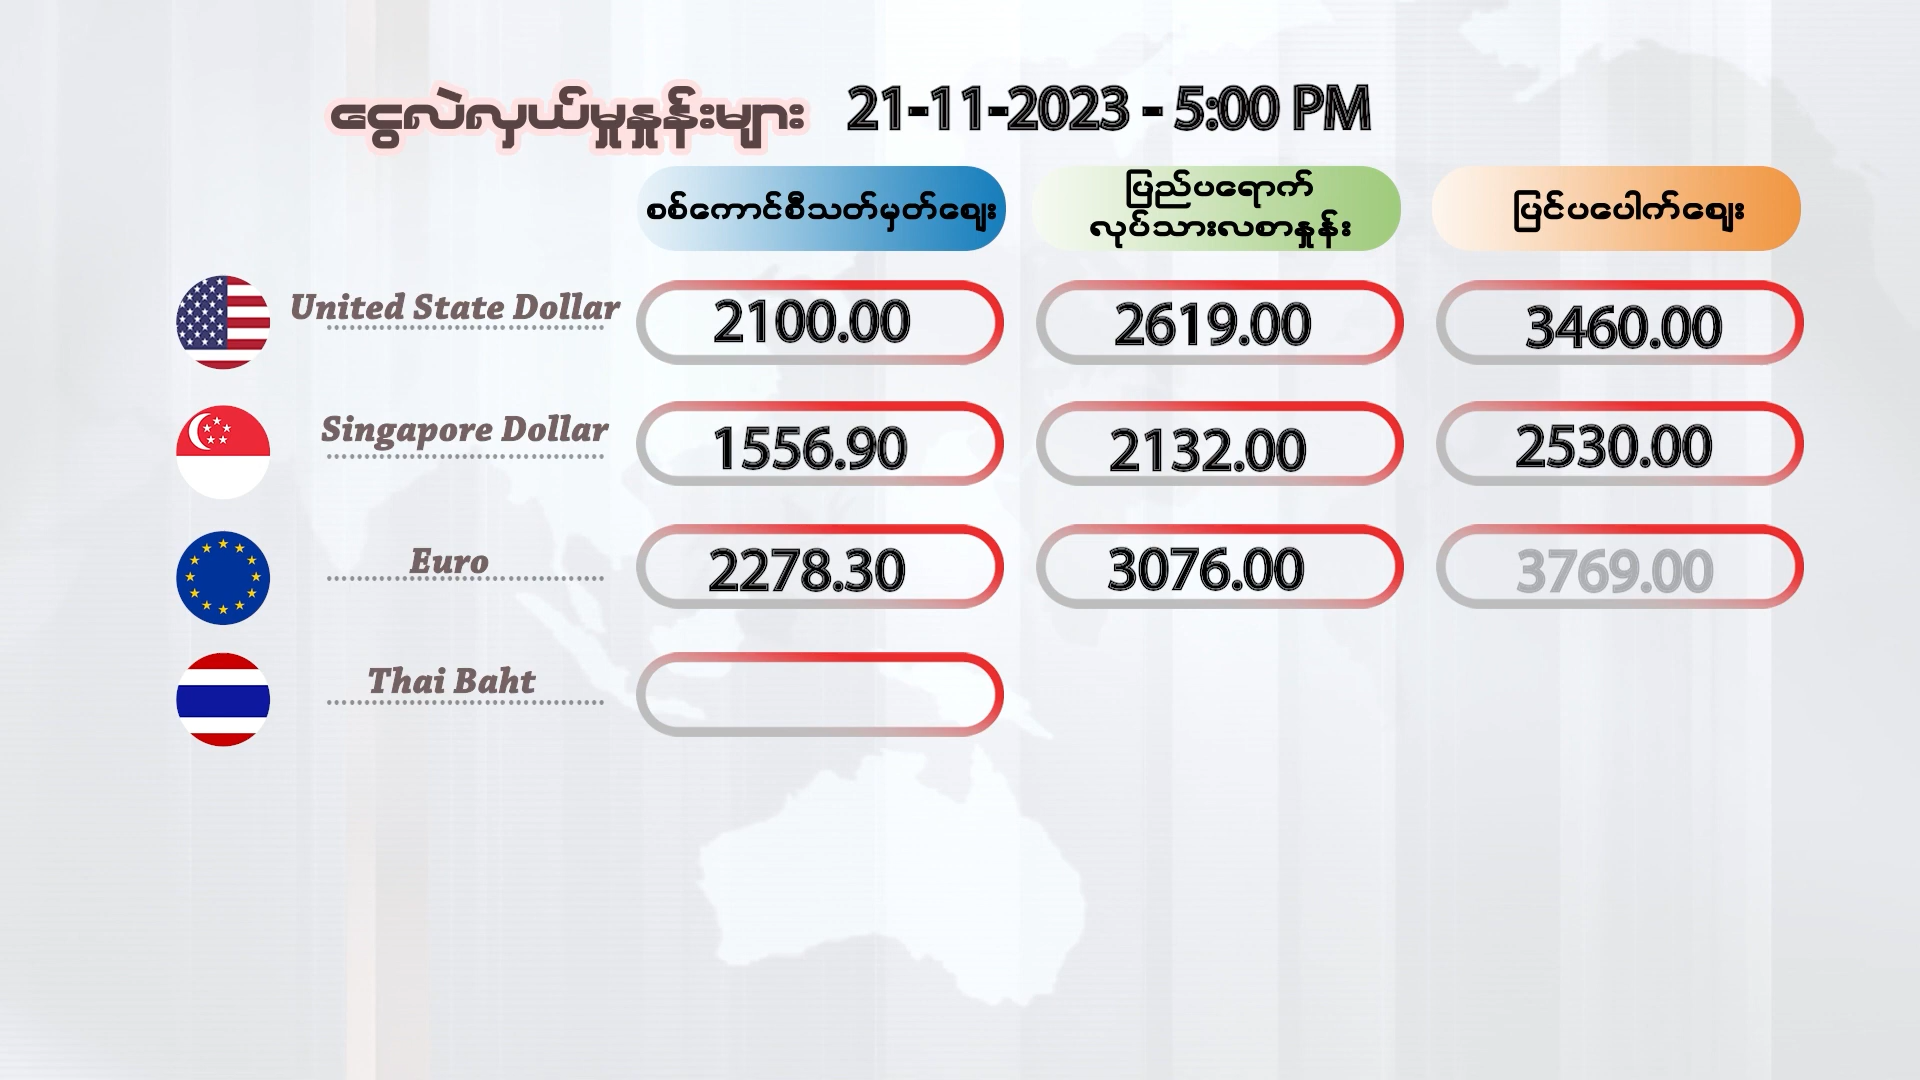 ငွေလဲလှယ်မှုနှုန်းများ 21-11-2023 - 5:00 PM
စစ်ကောင်စီသတ်မှတ်ဈေး
ပြည်ပရောက်
လုပ်သားလစာနှုန်း
ပြင်ပပေါက်ဈေး
United State Dollar 2100.00 2619.00 3460.00
Singapore Dollar 1556.90 2132.00 2530.00
Euro 2278.30 3076.00 3769.00
Thai Baht